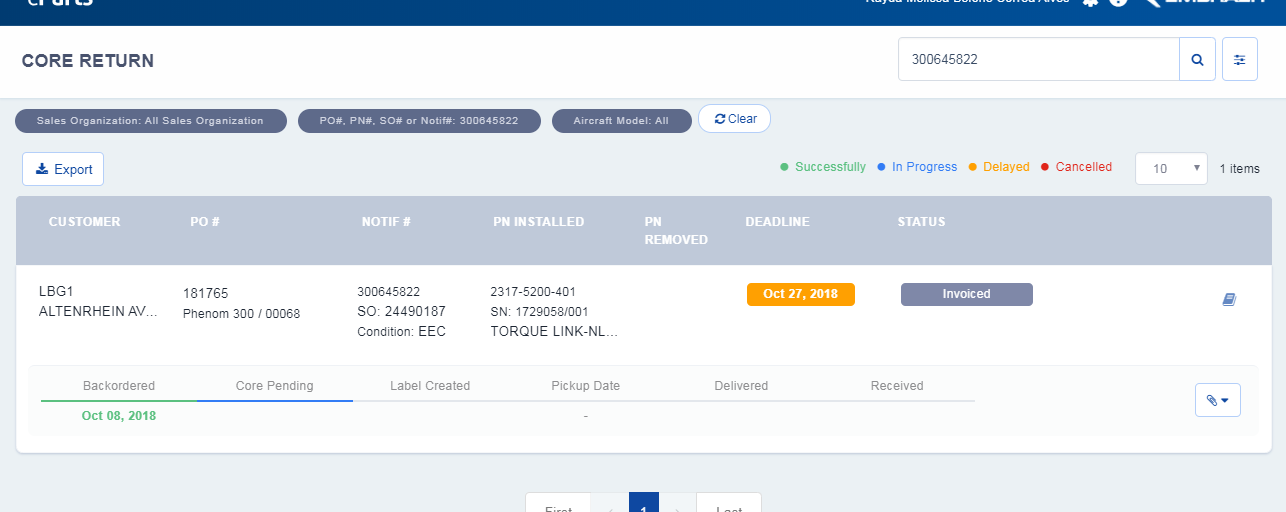 CORE RETURN
300645822
Sales Organization: All Sales Organization
PO#, PN#, SO# or Notif#: 300645822
Aircraft Model: All
Clear
Export
Successfully
In Progress
Delayed
Cancelled
10
1 items
CUSTOMER
PO #
NOTIF #
PN INSTALLED
PN
REMOVED
DEADLINE
STATUS
LBG1
ALTENRHEIN AV...
181765
Phenom 300 / 00068
300645822
SO: 24490187
Condition: EEC
2317-5200-401
SN: 1729058/001
TORQUE LINK-NL...
Oct 27, 2018
Invoiced
Backordered
Core Pending
Label Created
Pickup Date
Delivered
Received
Oct 08, 2018
-
First
‹
1
›
Last